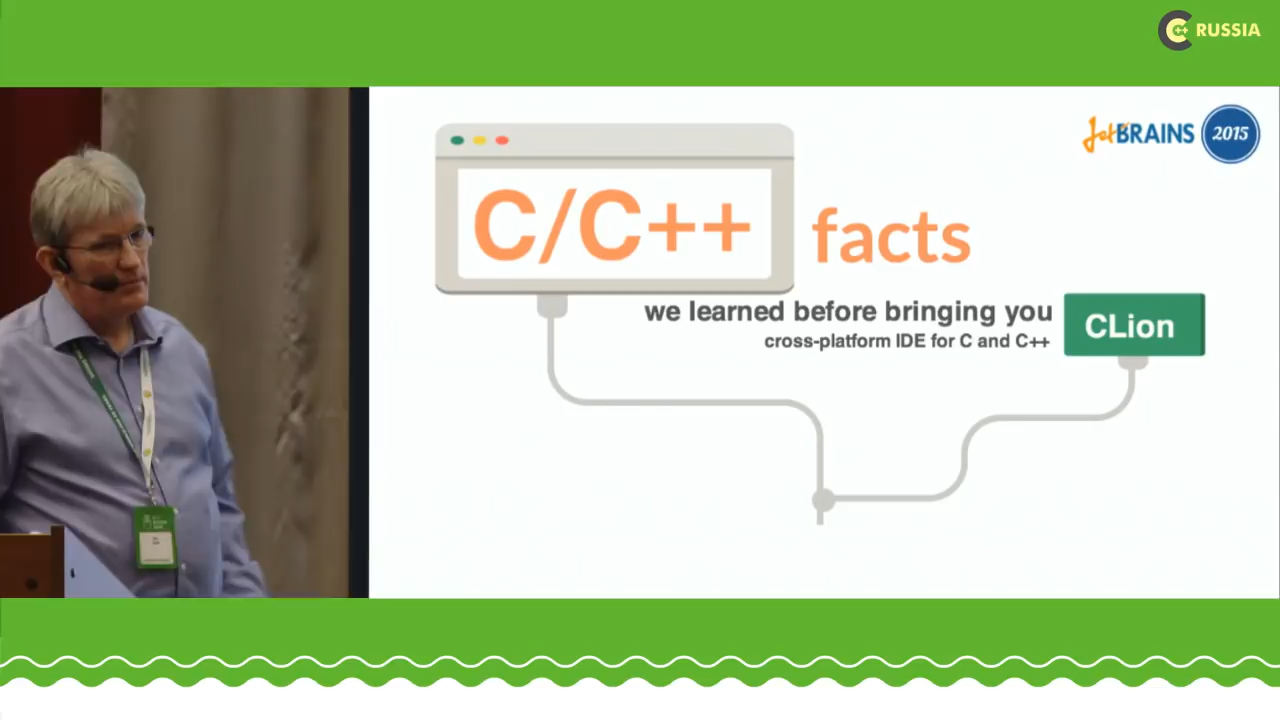 C++ RUSSIA
JetBRAINS 2015
C/C++ facts
we learned before bringing you
cross-platform IDE for C and C++
CLion